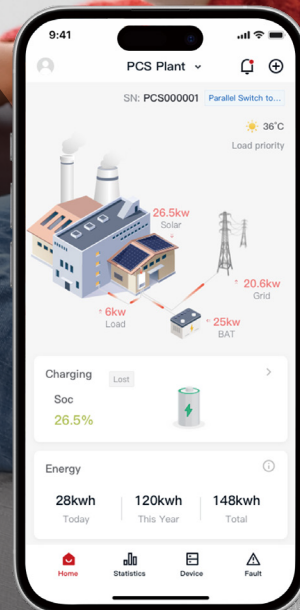 9:41
PCS Plant
SN: PCS000001 Parallel Switch to...
36°C
Load priority
26.5kw
Solar
20.6kw
Grid
6kw
Load
25kw
BAT
Charging Lost
Soc
26.5%
Energy
28kwh 120kwh 148kwh
Today This Year Total
Home Statistics Device Fault